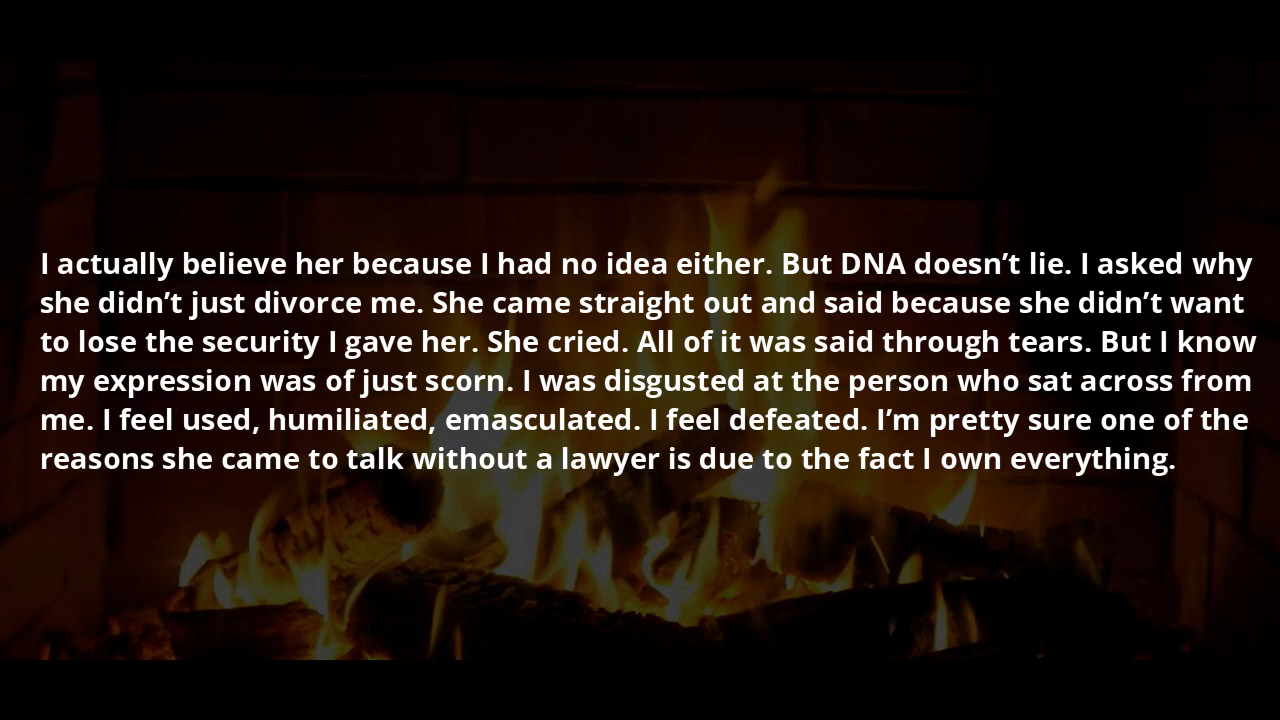 I actually believe her because I had no idea either. But DNA doesn’t lie. I asked why
she didn’t just divorce me. She came straight out and said because she didn’t want
to lose the security I gave her. She cried. All of it was said through tears. But I know
my expression was of just scorn. I was disgusted at the person who sat across from
me. I feel used, humiliated, emasculated. I feel defeated. I’m pretty sure one of the
reasons she came to talk without a lawyer is due to the fact I own everything.